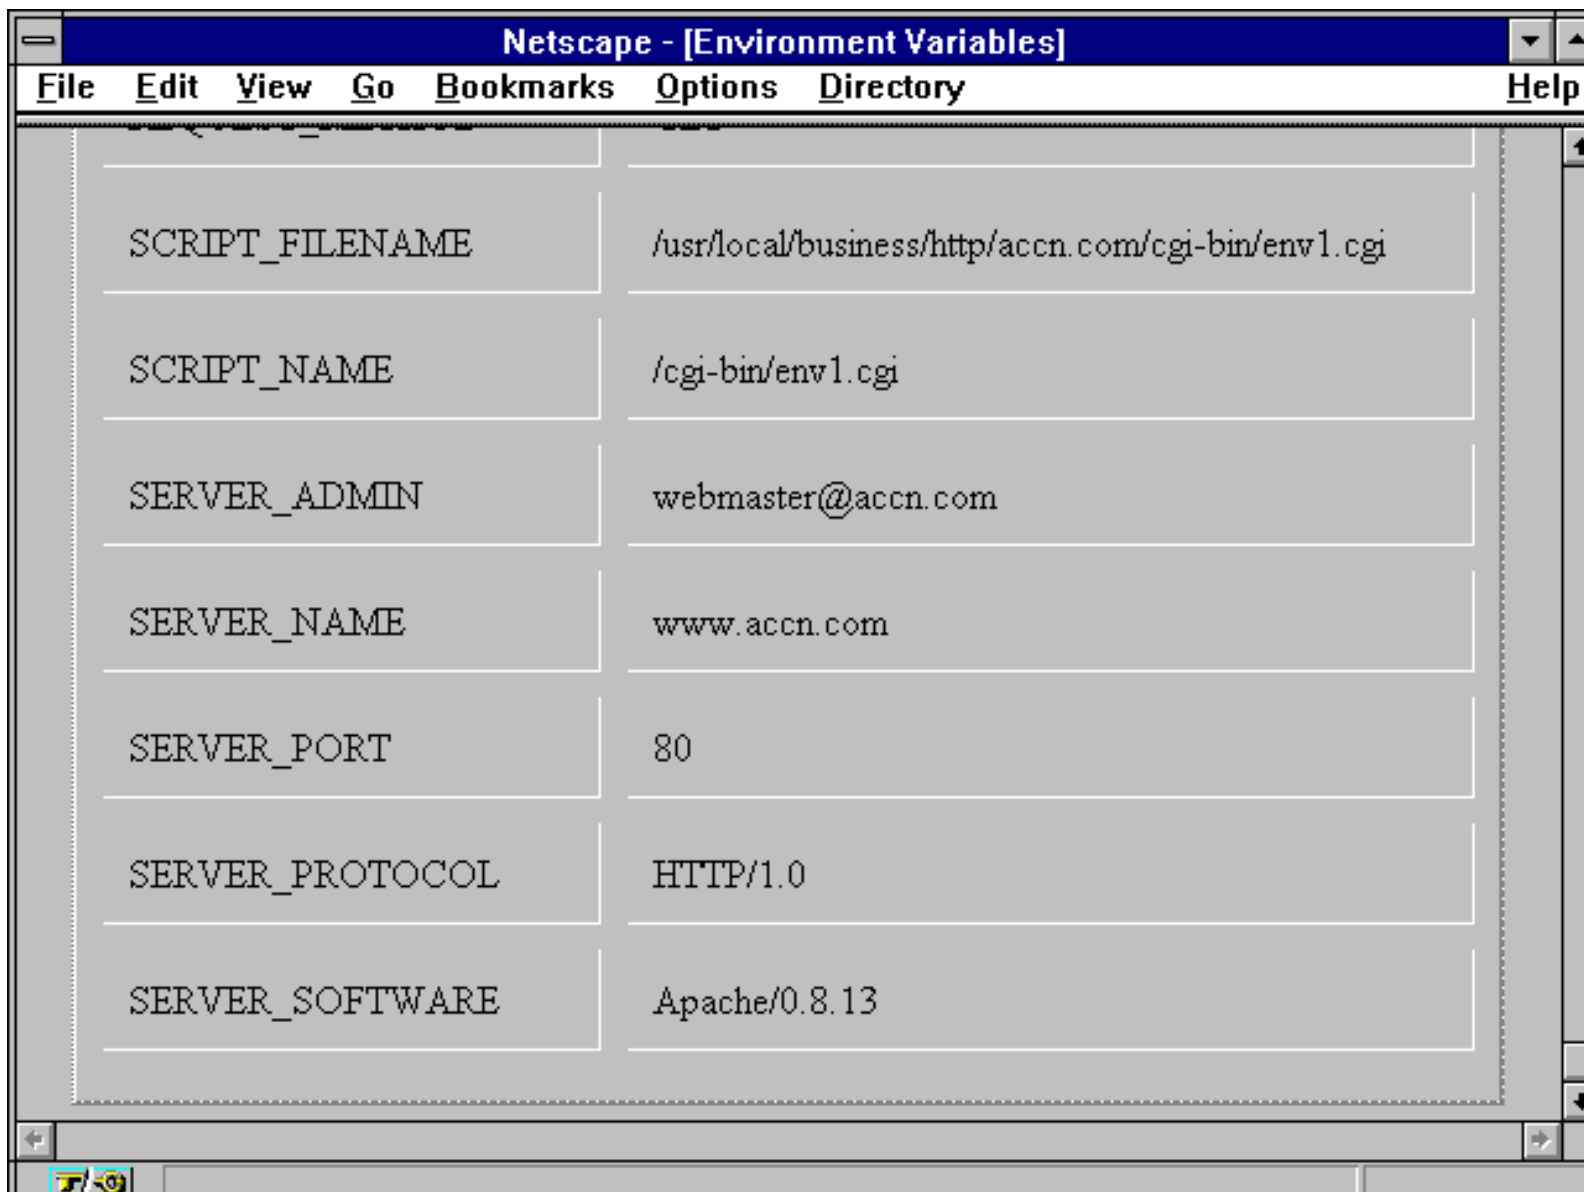 Netscape - [Environment Variables]
File Edit View Go Bookmarks Options Directory Help
SCRIPT_FILENAME /usr/local/business/http/accn.com/cgi-bin/env1.cgi
SCRIPT_NAME /cgi-bin/env1.cgi
SERVER_ADMIN webmaster@accn.com
SERVER_NAME www.accn.com
SERVER_PORT 80
SERVER_PROTOCOL HTTP/1.0
SERVER_SOFTWARE Apache/0.8.13